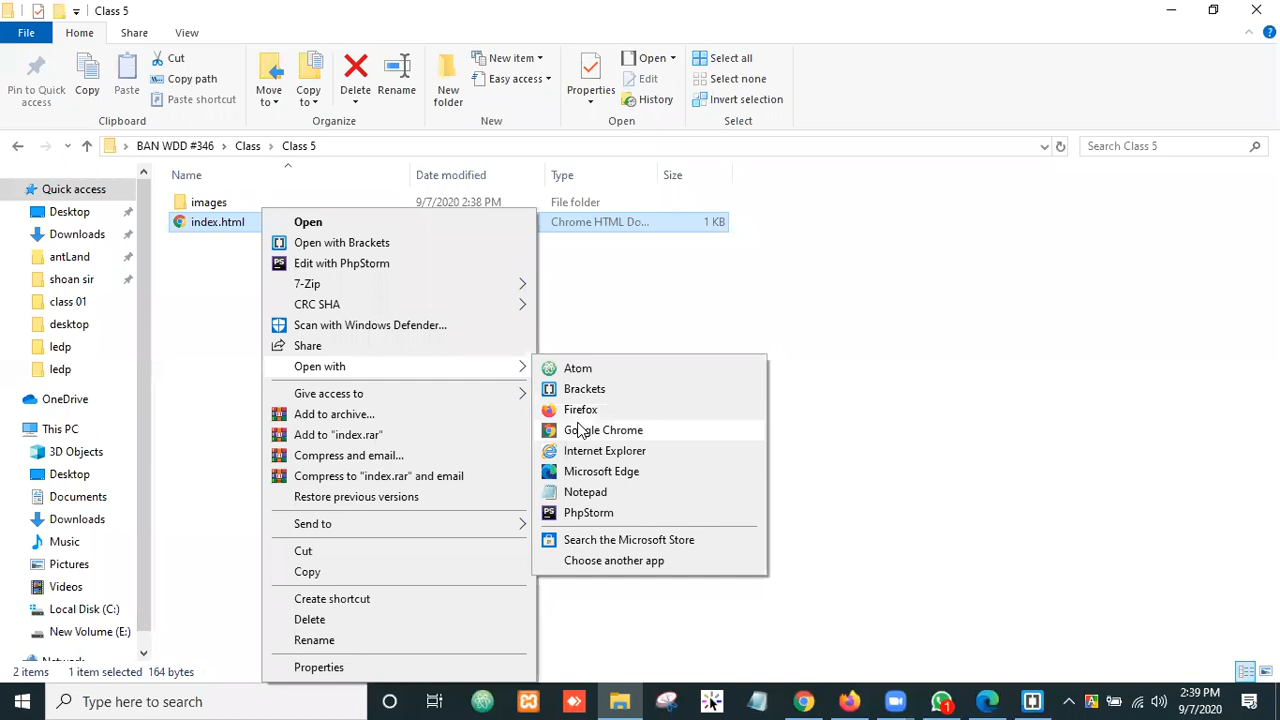 Class 5
File Home Share View
Pin to Quick access
Copy
Paste
Cut
Copy path
Paste shortcut
Clipboard
Move to
Copy to
Delete
Rename
Organize
New folder
New item
Easy access
New
Properties
Open
Edit
History
Open
Select all
Select none
Invert selection
Select
BAN WDD #346 Class Class 5
Search Class 5
Name Date modified Type Size
images 9/7/2020 2:38 PM File folder
index.html Chrome HTML Do... 1 KB
Quick access
Desktop
Downloads
antLand
shoan sir
class 01
desktop
ledp
ledp
OneDrive
This PC
3D Objects
Desktop
Documents
Downloads
Music
Pictures
Videos
Local Disk (C:)
New Volume (E:)
Open
Open with Brackets
Edit with PhpStorm
7-Zip
CRC SHA
Scan with Windows Defender...
Share
Open with
Give access to
Add to archive...
Add to "index.rar"
Compress and email...
Compress to "index.rar" and email
Restore previous versions
Send to
Cut
Copy
Create shortcut
Delete
Rename
Properties
Atom
Brackets
Firefox
Google Chrome
Internet Explorer
Microsoft Edge
Notepad
PhpStorm
Search the Microsoft Store
Choose another app
2 items 1 item selected 164 bytes
Type here to search
1
2:39 PM
9/7/2020